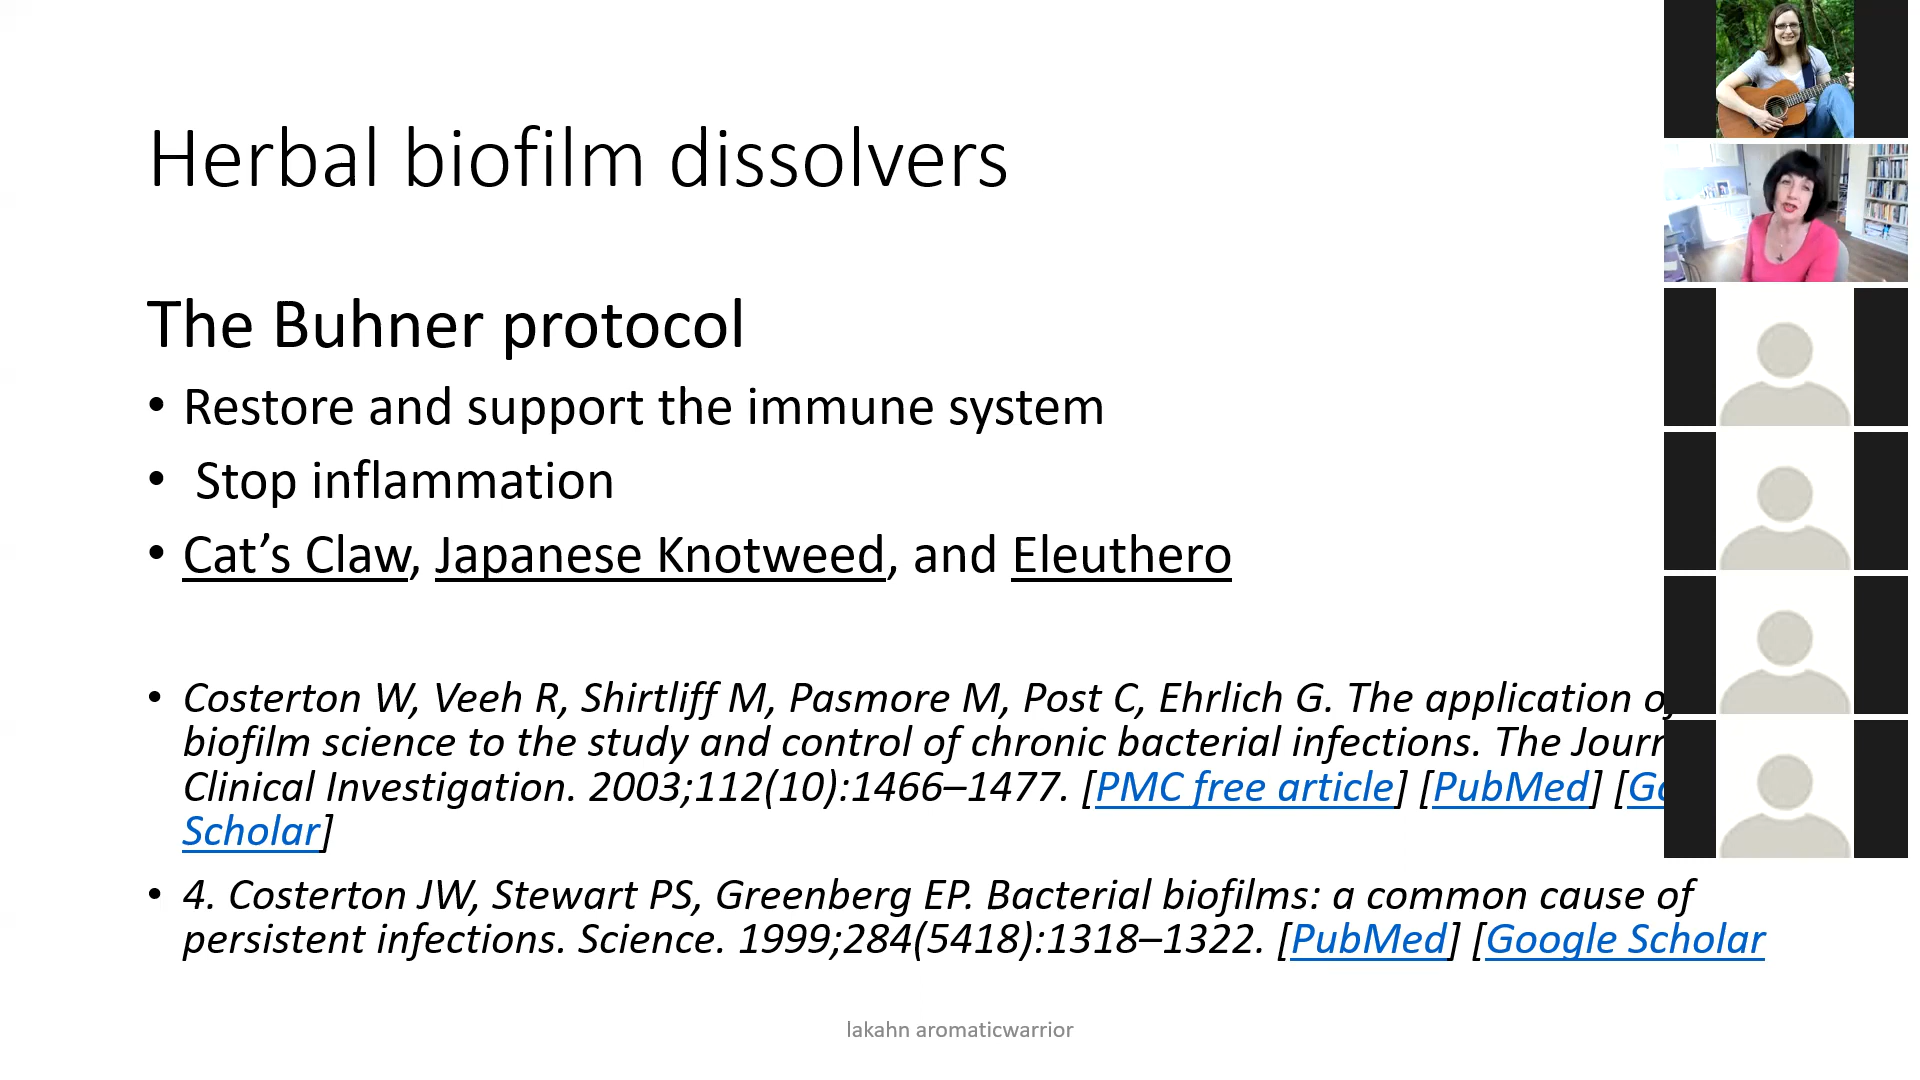 Herbal biofilm dissolvers
The Buhner protocol
• Restore and support the immune system
• Stop inflammation
• Cat’s Claw, Japanese Knotweed, and Eleuthero
• Costerton W, Veeh R, Shirtliff M, Pasmore M, Post C, Ehrlich G. The application
biofilm science to the study and control of chronic bacterial infections. The
Clinical Investigation. 2003;112(10):1466–1477. [PMC free article] [PubMed] [
Scholar]
• 4. Costerton JW, Stewart PS, Greenberg EP. Bacterial biofilms: a common cause of
persistent infections. Science. 1999;284(5418):1318–1322. [PubMed] [Google Scholar
lakahn aromaticwarrior